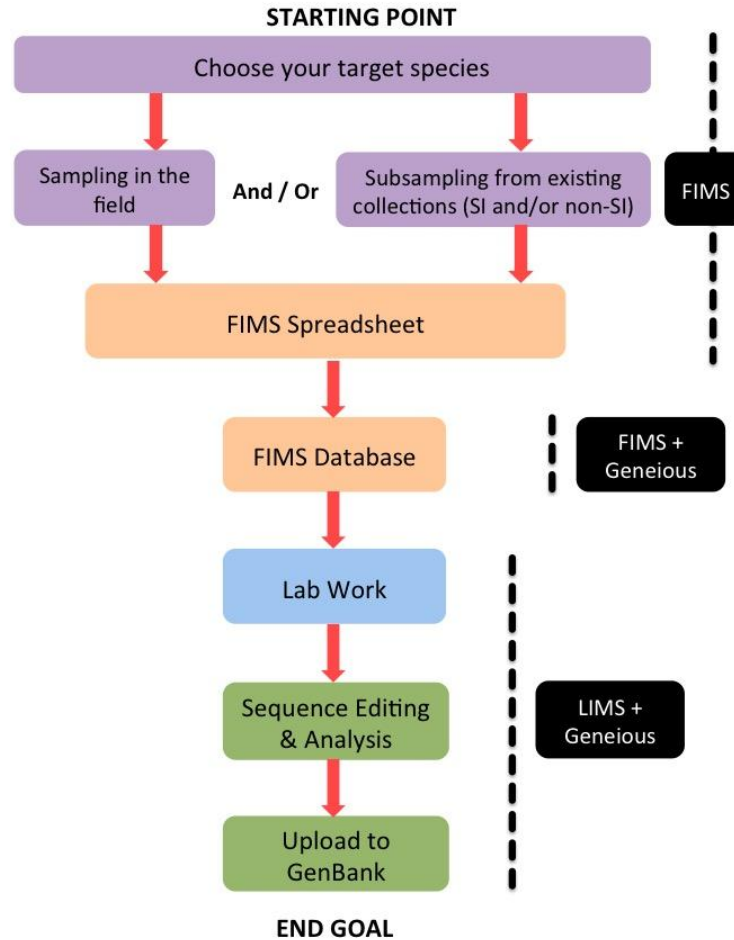 STARTING POINT
Choose your target species
Sampling in the
field
And / Or
Subsampling from existing
collections (SI and/or non-SI)
FIMS
FIMS Spreadsheet
FIMS Database
FIMS +
Geneious
Lab Work
Sequence Editing
& Analysis
LIMS +
Geneious
Upload to
GenBank
END GOAL